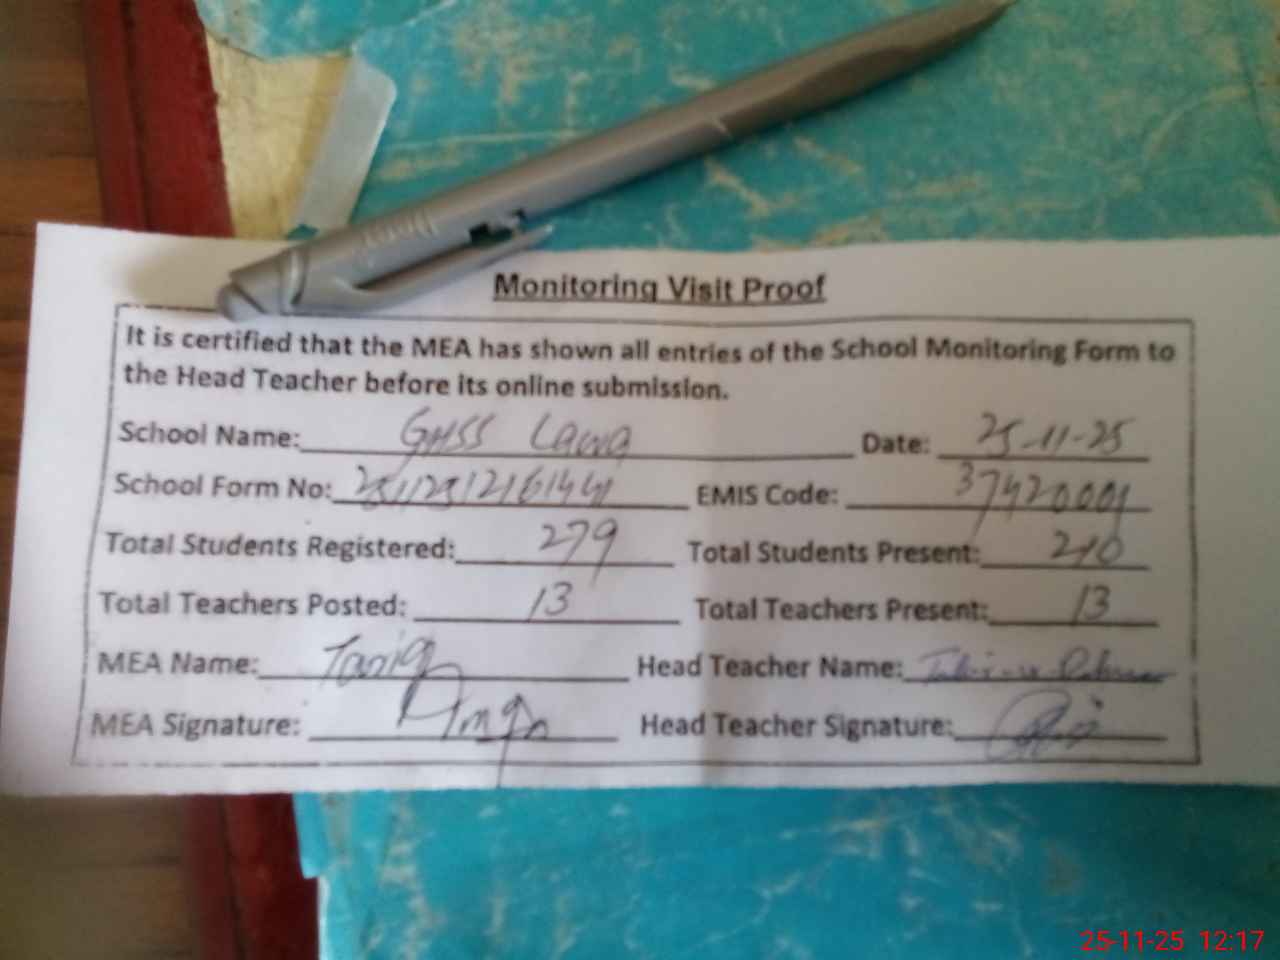 Monitoring Visit Proof
It is certified that the MEA has shown all entries of the School Monitoring Form to
the Head Teacher before its online submission.
School Name: GHSS Lawa Date: 25-11-25
School Form No: EMIS Code: 37420001
Total Students Registered: 279 Total Students Present: 210
Total Teachers Posted: 13 Total Teachers Present: 13
MEA Name: Tariq Head Teacher Name:
MEA Signature: Head Teacher Signature:
25-11-25 12:17